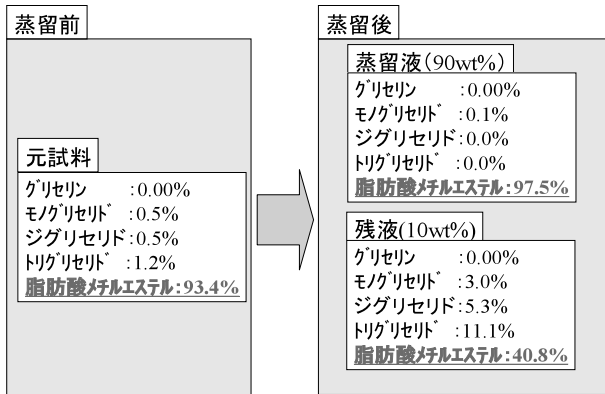 蒸留前
元試料
グリセリン :0.00%
モノグリセリド :0.5%
ジグリセリド:0.5%
トリグリセリド :1.2%
脂肪酸メチルエステル:93.4%
蒸留後
蒸留液(90wt%)
グリセリン :0.00%
モノグリセリド :0.1%
ジグリセリド:0.0%
トリグリセリド :0.0%
脂肪酸メチルエステル:97.5%
残液(10wt%)
グリセリン :0.00%
モノグリセリド :3.0%
ジグリセリド:5.3%
トリグリセリド :11.1%
脂肪酸メチルエステル:40.8%